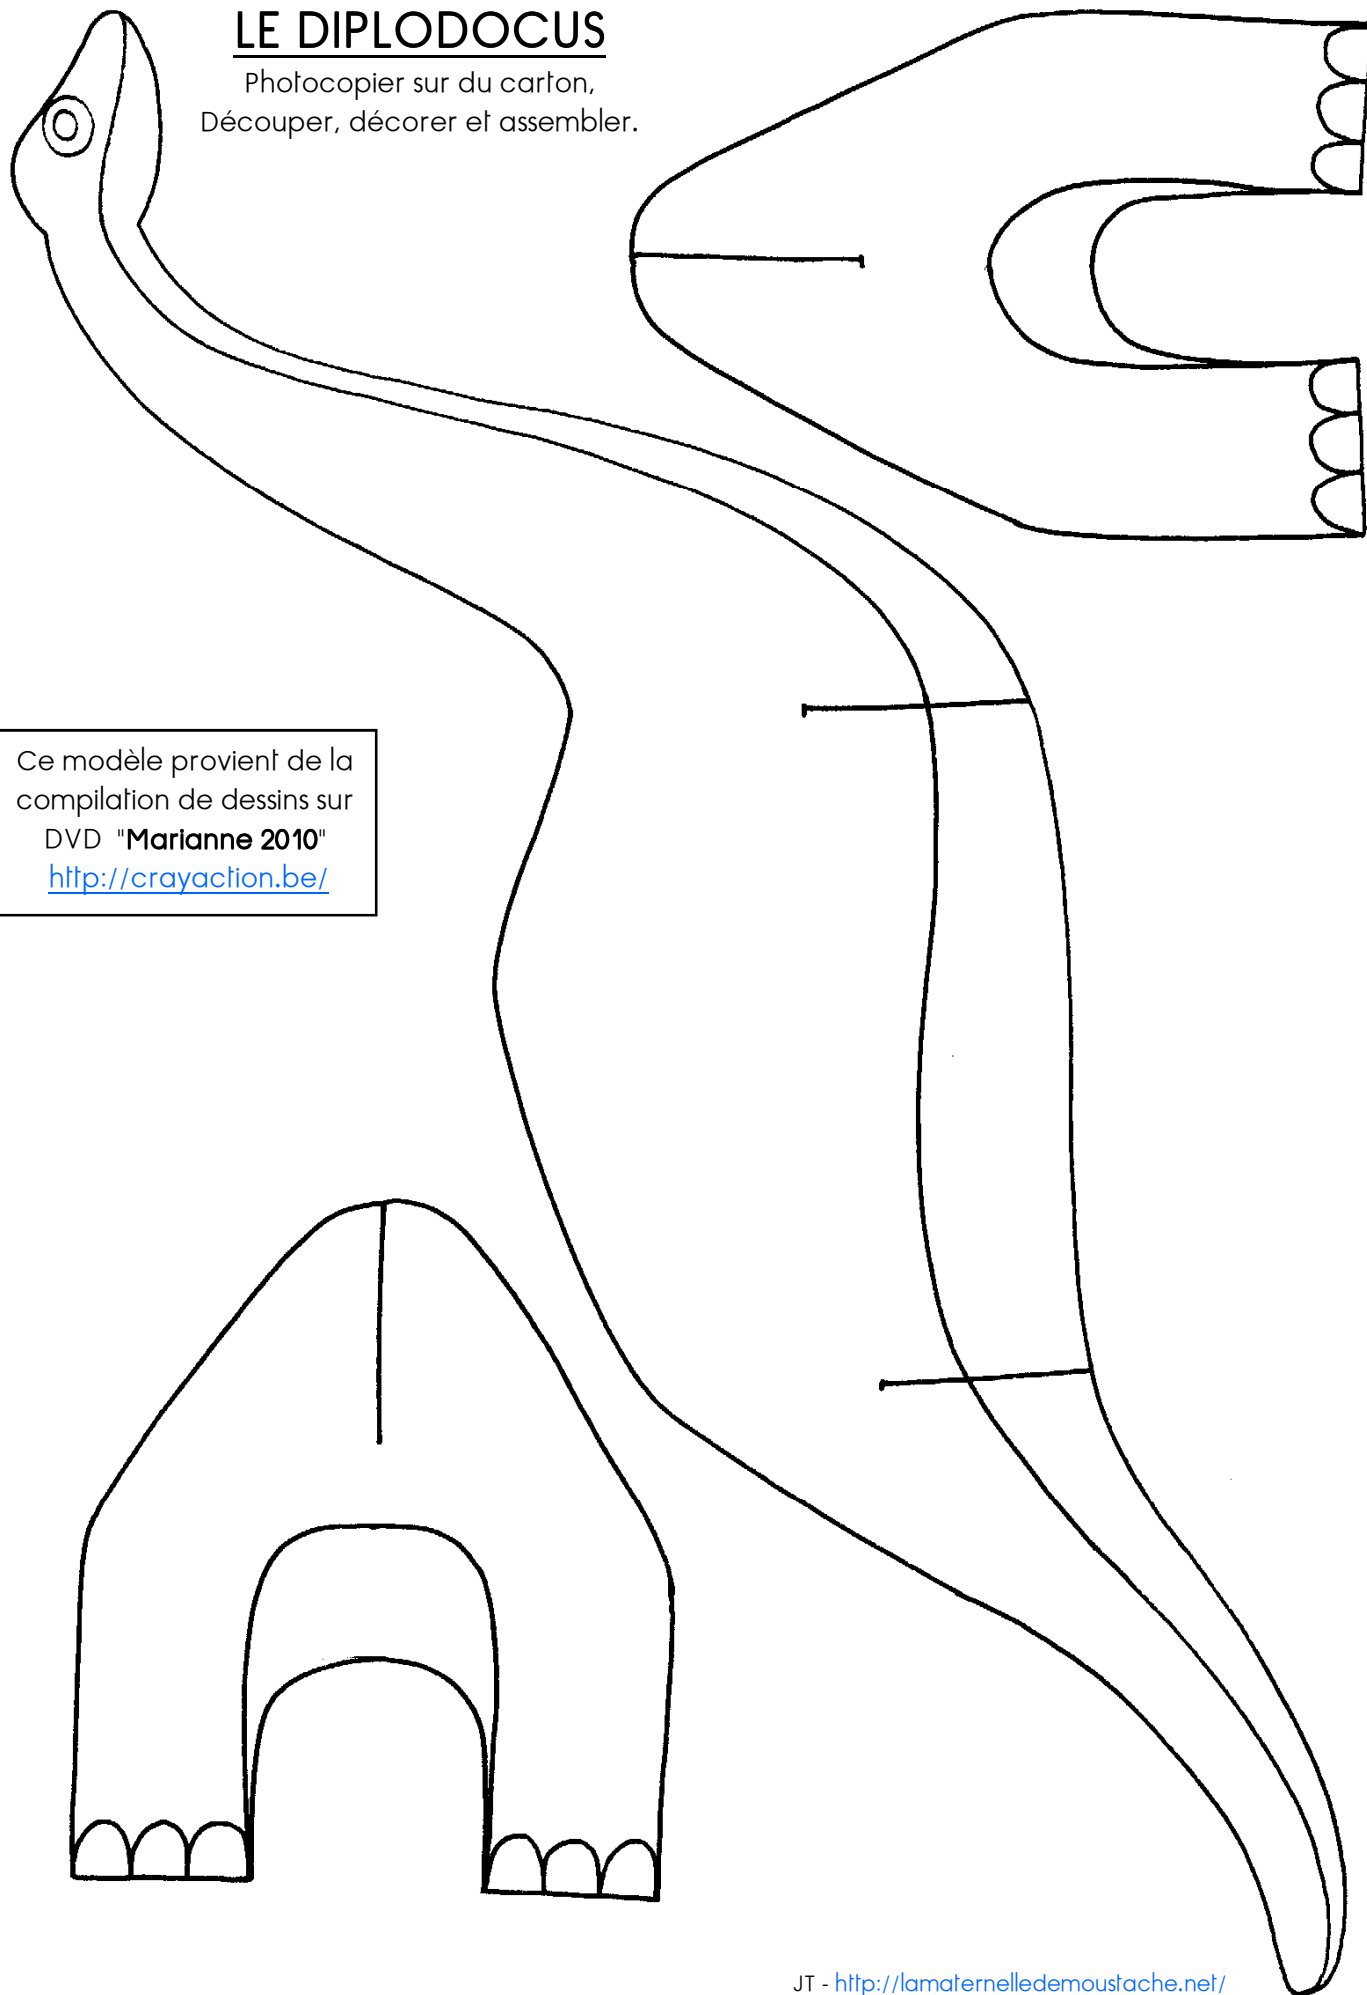 LE DIPLODOCUS
Photocopier sur du carton,
Découper, décorer et assembler.
Ce modèle provient de la
compilation de dessins sur
DVD "Marianne 2010"
http://crayaction.be/
JT - http://lamaternelledemoustache.net/